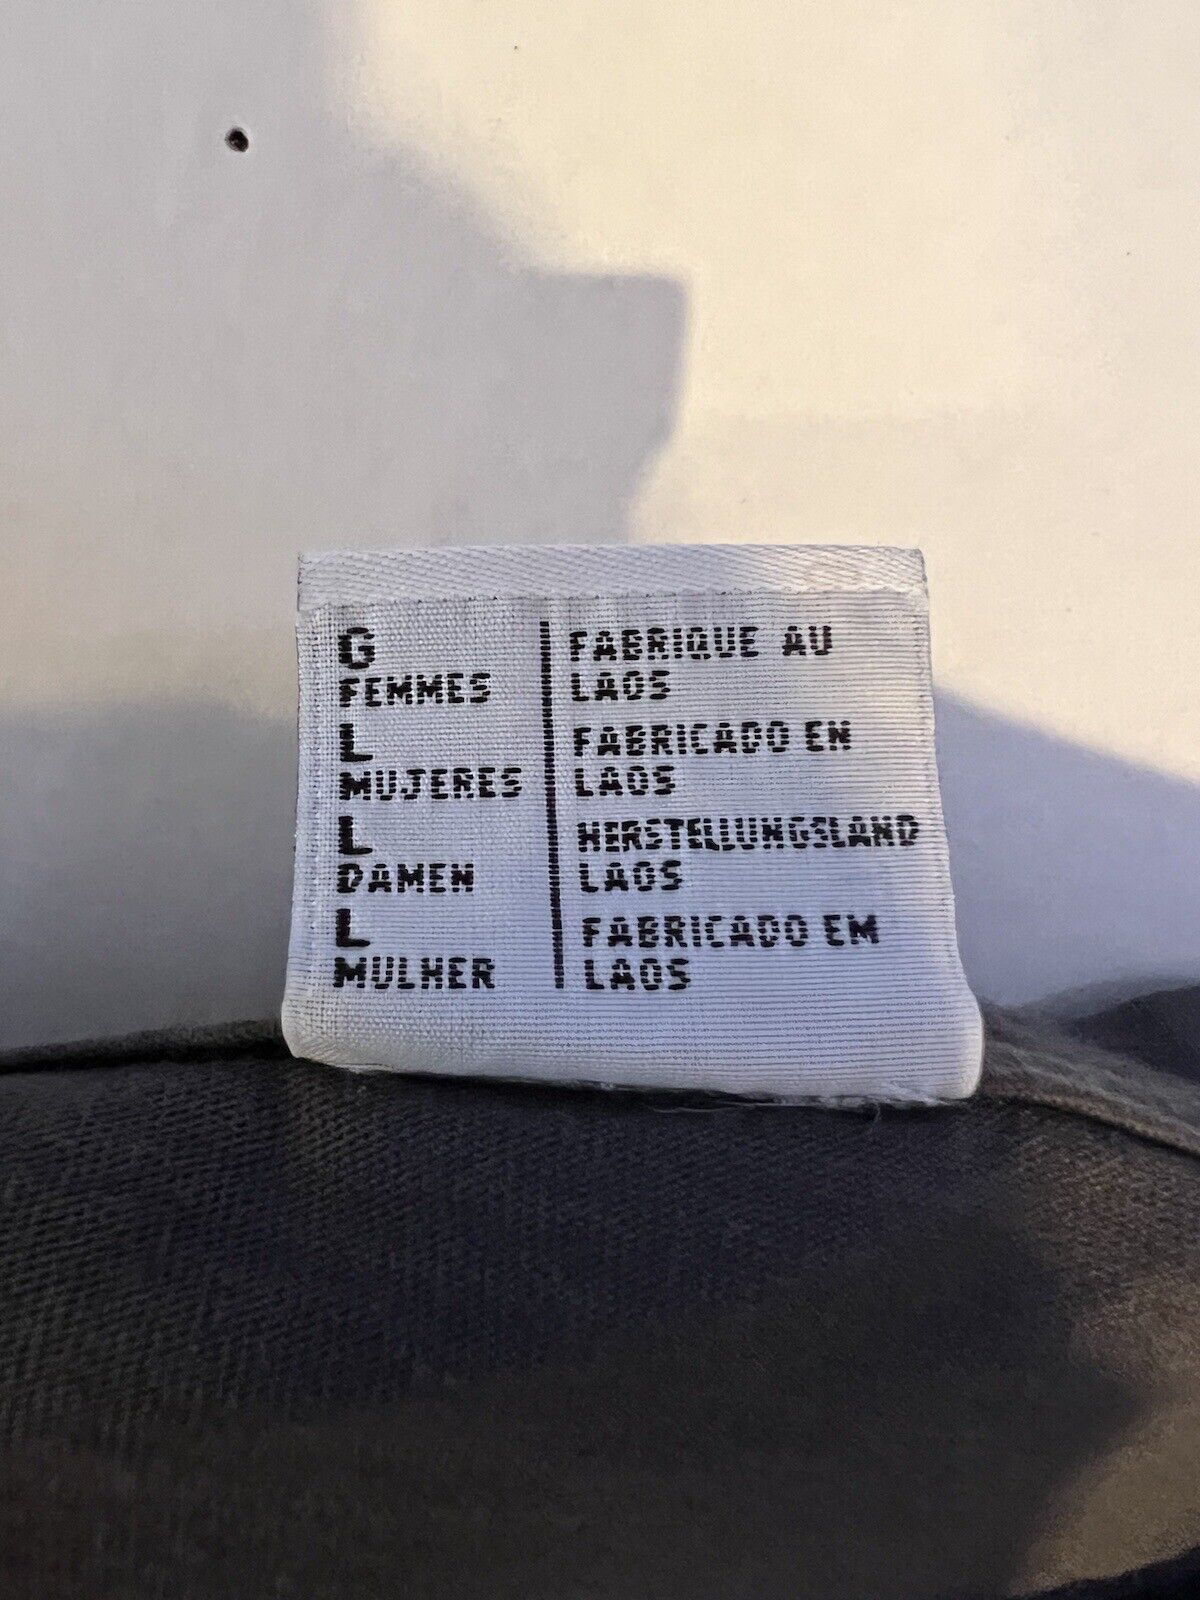 G
FEMMES
L
MUJERES
L
DAMEN
L
MULHER
FABRIQUE AU
LAOS
FABRICADO EN
LAOS
HERSTELLUNGSLAND
LAOS
FABRICADO EM
LAOS